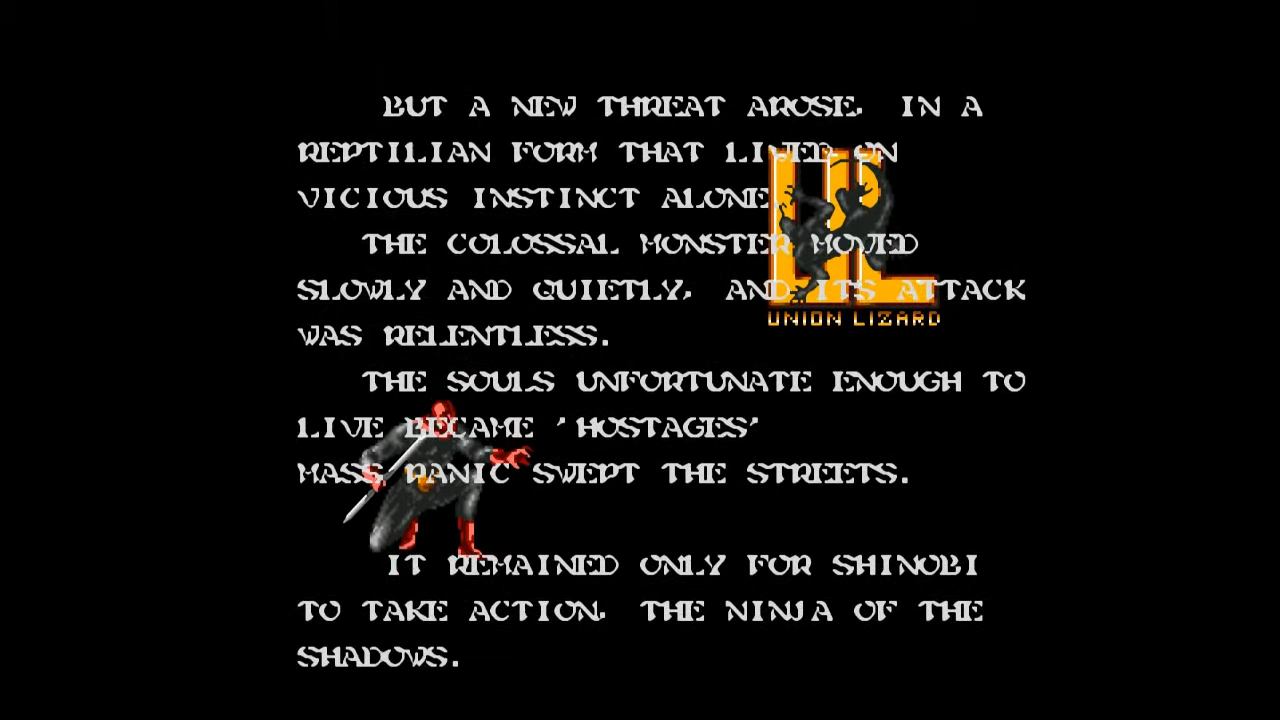 BUT A NEW THREAT AROSE. IN A
REPTILIAN FORM THAT LIVED ON
VICIOUS INSTINCT ALONE
THE COLOSSAL MONSTER MOVED
SLOWLY AND QUIETLY, AND ITS ATTACK
WAS RELENTLESS.
UL
UNION LIZARD
THE SOULS UNFORTUNATE ENOUGH TO
LIVE BECAME 'HOSTAGES'
MASS PANIC SWEPT THE STREETS.
IT REMAINED ONLY FOR SHINOBI
TO TAKE ACTION. THE NINJA OF THE
SHADOWS.